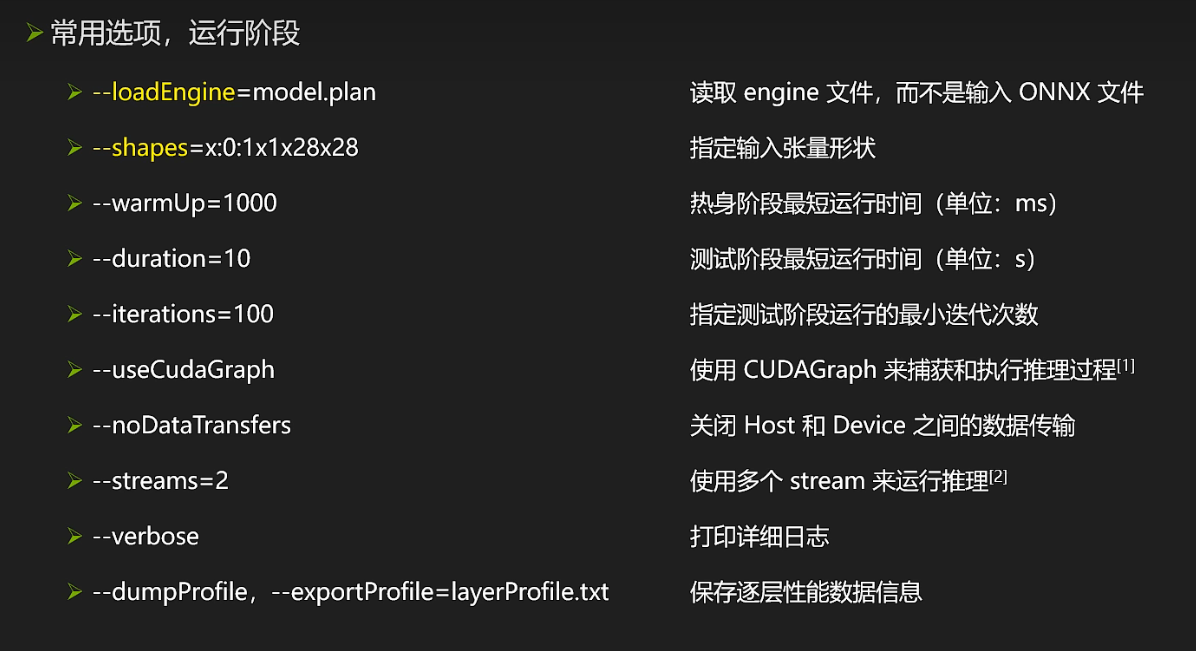 常用选项，运行阶段
--loadEngine=model.plan 读取 engine 文件，而不是输入 ONNX 文件
--shapes=x:0:1x1x28x28 指定输入张量形状
--warmUp=1000 热身阶段最短运行时间（单位：ms）
--duration=10 测试阶段最短运行时间（单位：s）
--iterations=100 指定测试阶段运行的最小迭代次数
--useCudaGraph 使用 CUDAGraph 来捕获和执行推理过程[1]
--noDataTransfers 关闭 Host 和 Device 之间的数据传输
--streams=2 使用多个 stream 来运行推理[2]
--verbose 打印详细日志
--dumpProfile，--exportProfile=layerProfile.txt 保存逐层性能数据信息